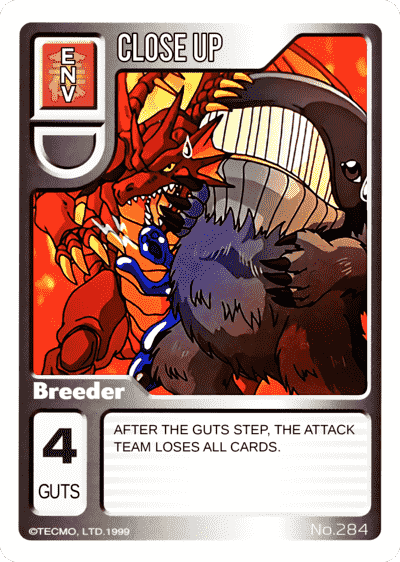 ENV
CLOSE UP
Breeder
4
GUTS
AFTER THE GUTS STEP, THE ATTACK
TEAM LOSES ALL CARDS.
©TECMO, LTD.1999
No.284